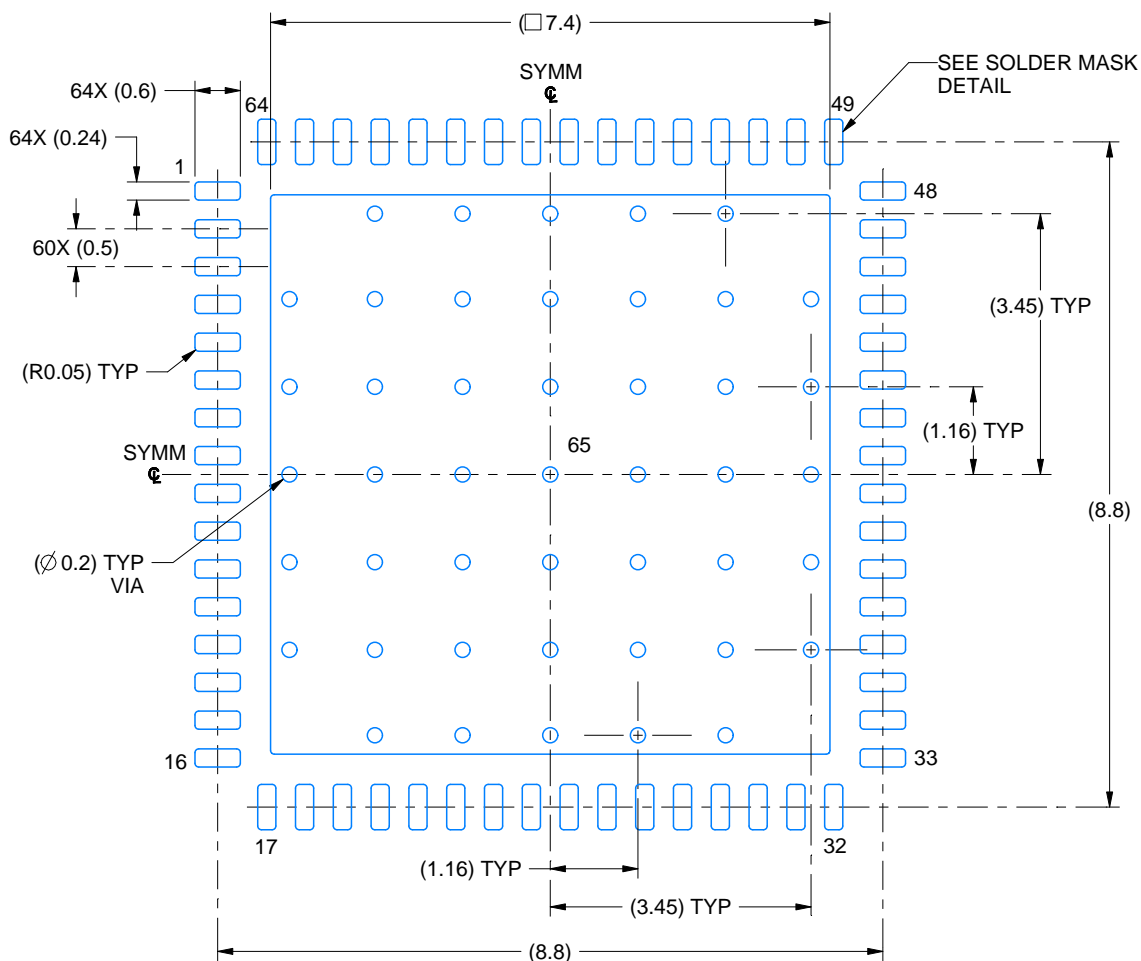 (□ 7.4)
SYMM
℄
SEE SOLDER MASK
DETAIL
64X (0.6)
64
49
64X (0.24)
1
48
60X (0.5)
(3.45) TYP
(R0.05) TYP
(1.16) TYP
SYMM
℄
65
(8.8)
(∅ 0.2) TYP
VIA
16
33
17
32
(1.16) TYP
(3.45) TYP
(8.8)